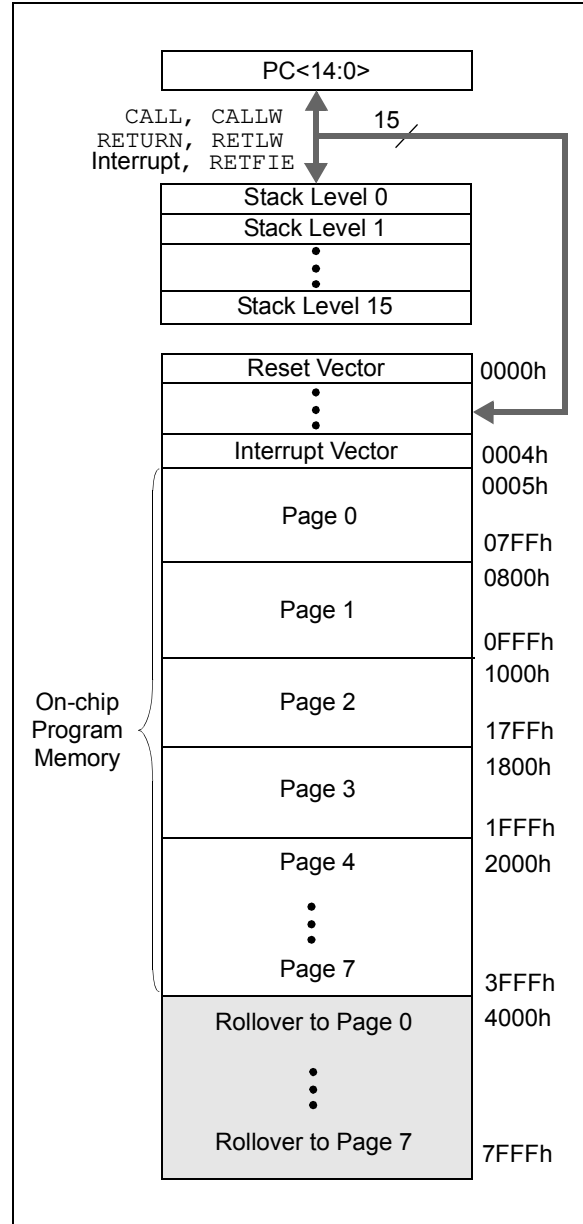 PC<14:0>
CALL, CALLW
RETURN, RETLW
Interrupt, RETFIE
15
Stack Level 0
Stack Level 1
Stack Level 15
Reset Vector
0000h
Interrupt Vector
0004h
0005h
Page 0
07FFh
0800h
Page 1
0FFFh
1000h
Page 2
17FFh
1800h
Page 3
1FFFh
On-chip
Program
Memory
Page 4
2000h
Page 7
3FFFh
Rollover to Page 0
4000h
Rollover to Page 7
7FFFh